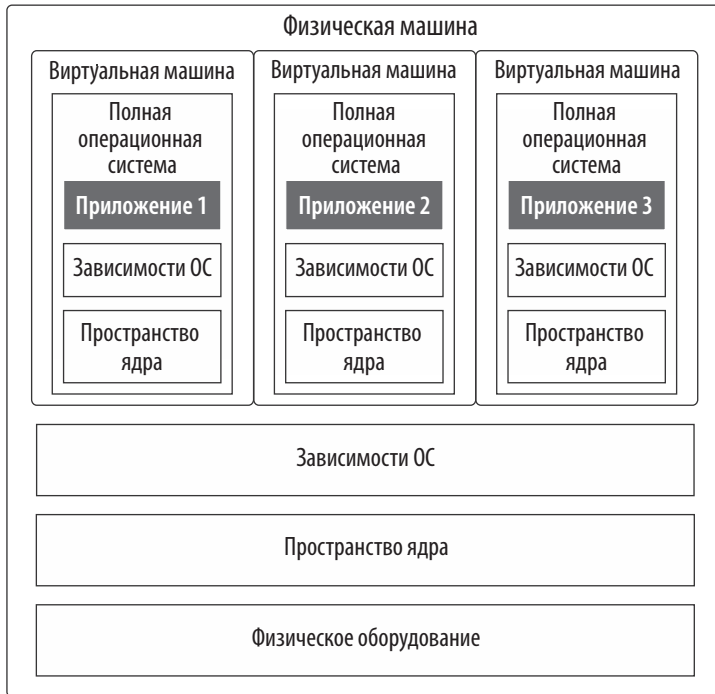 Физическая машина
Виртуальная машина
Полная
операционная
система
Приложение 1
Зависимости ОС
Пространство
ядра
Виртуальная машина
Полная
операционная
система
Приложение 2
Зависимости ОС
Пространство
ядра
Виртуальная машина
Полная
операционная
система
Приложение 3
Зависимости ОС
Пространство
ядра
Зависимости ОС
Пространство ядра
Физическое оборудование